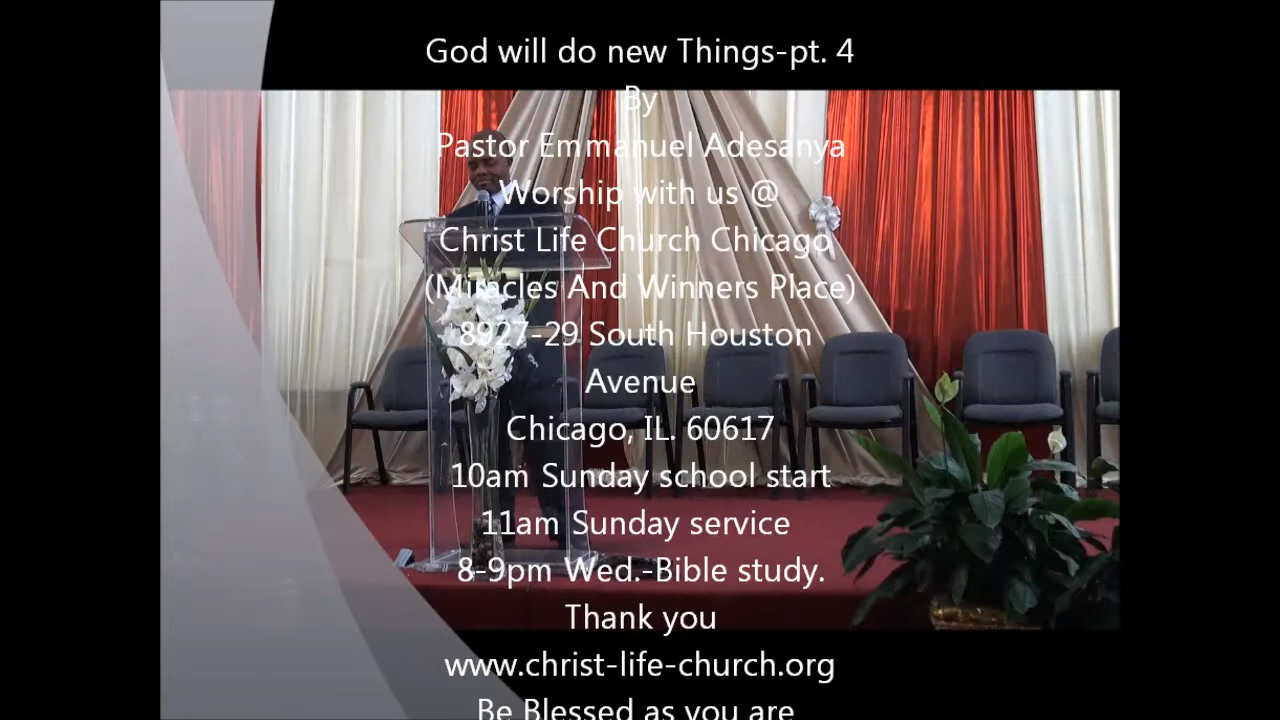 God will do new Things-pt. 4
By
Pastor Emmanuel Adesanya
Worship with us @
Christ Life Church Chicago
(Miracles And Winners Place)
8927-29 South Houston
Avenue
Chicago, IL. 60617
10am Sunday school start
11am Sunday service
8-9pm Wed.-Bible study.
Thank you
www.christ-life-church.org
Be Blessed as you are